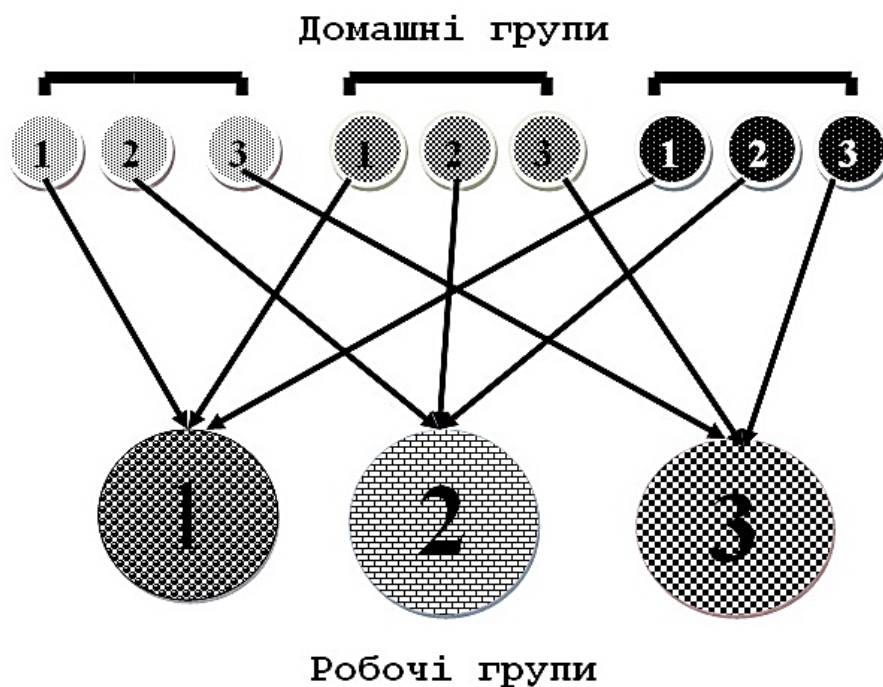 Домашні групи
1 2 3 1 2 3 1 2 3
1 2 3
Робочі групи